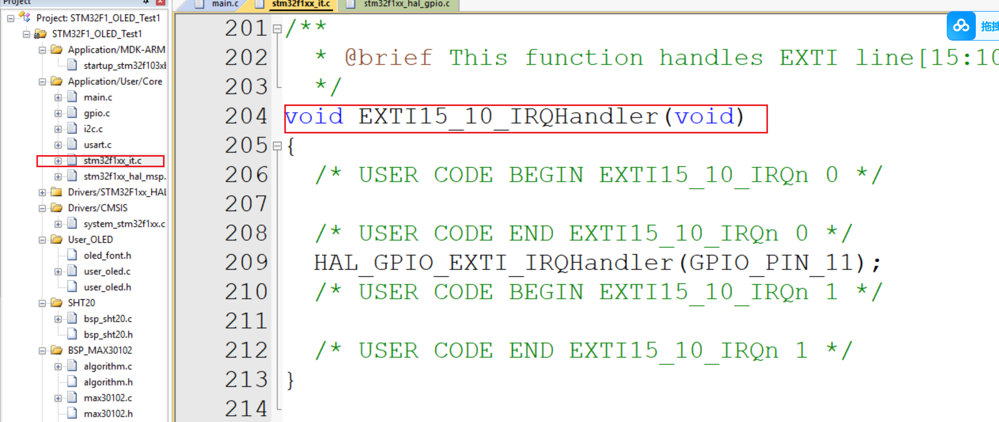 Project
main.c
stm32f1xx_it.c
stm32f1xx_hal_gpio.c
Project: STM32F1_OLED_Test1
STM32F1_OLED_Test1
Application/MDK-ARM
startup_stm32f103xb
Application/User/Core
main.c
gpio.c
i2c.c
usart.c
stm32f1xx_it.c
stm32f1xx_hal_msp.
Drivers/STM32F1xx_HAL
Drivers/CMSIS
system_stm32f1xx.c
User_OLED
oled_font.h
user_oled.c
user_oled.h
SHT20
bsp_sht20.c
bsp_sht20.h
BSP_MAX30102
algorithm.c
algorithm.h
max30102.c
max30102.h
201 /**
202 * @brief This function handles EXTI line[15:10
203 */
204 void EXTI15_10_IRQHandler(void)
205 {
206 /* USER CODE BEGIN EXTI15_10_IRQn 0 */
207
208 /* USER CODE END EXTI15_10_IRQn 0 */
209 HAL_GPIO_EXTI_IRQHandler(GPIO_PIN_11);
210 /* USER CODE BEGIN EXTI15_10_IRQn 1 */
211
212 /* USER CODE END EXTI15_10_IRQn 1 */
213 }
214
拖拽